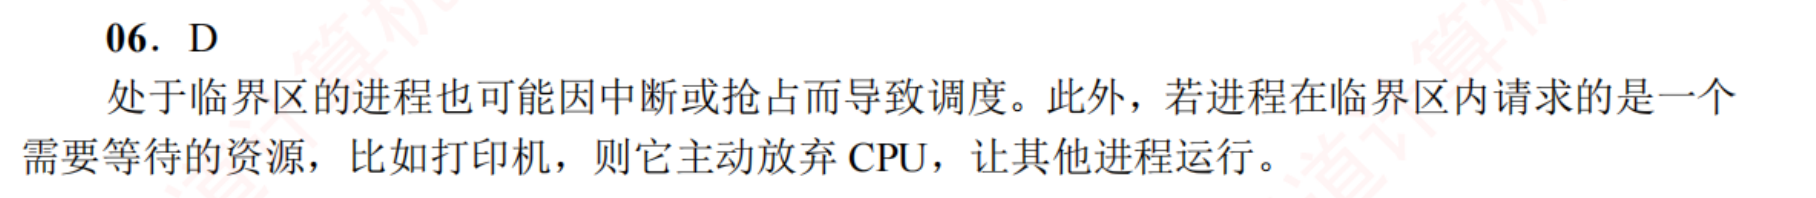 06. D
处于临界区的进程也可能因中断或抢占而导致调度。此外，若进程在临界区内请求的是一个
需要等待的资源，比如打印机，则它主动放弃 CPU，让其他进程运行。